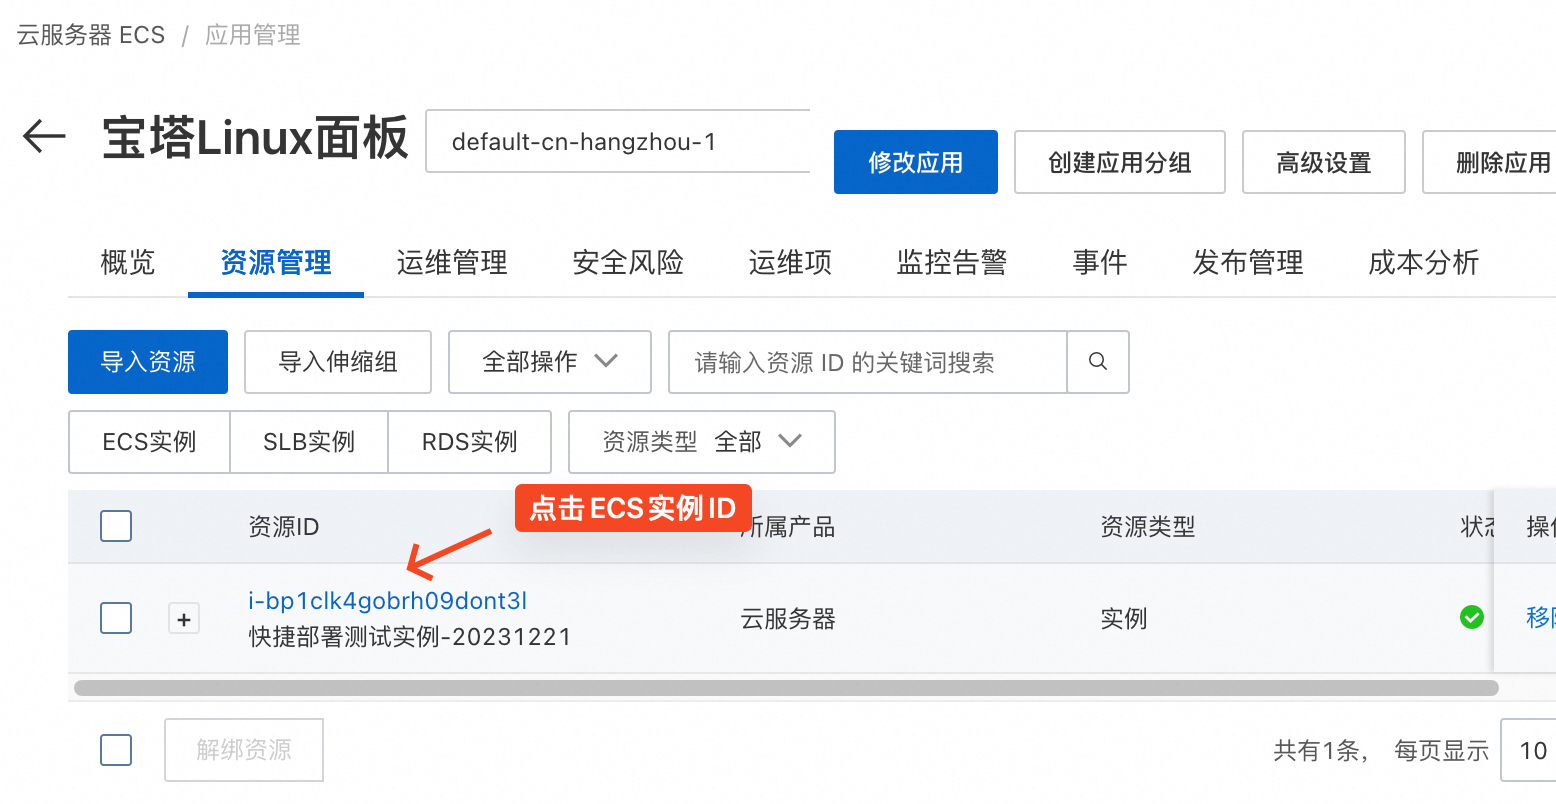 云服务器 ECS / 应用管理
宝塔Linux面板 default-cn-hangzhou-1 修改应用 创建应用分组 高级设置 删除应用
概览 资源管理 运维管理 安全风险 运维项 监控告警 事件 发布管理 成本分析
导入资源 导入伸缩组 全部操作 请输入资源 ID 的关键词搜索
ECS实例 SLB实例 RDS实例 资源类型 全部
点击ECS实例ID
资源ID 所属产品 资源类型 状态 操作
i-bp1clk4gobrh09dont3l 云服务器 实例 移除
快捷部署测试实例-20231221
解绑资源 共有1条, 每页显示 10